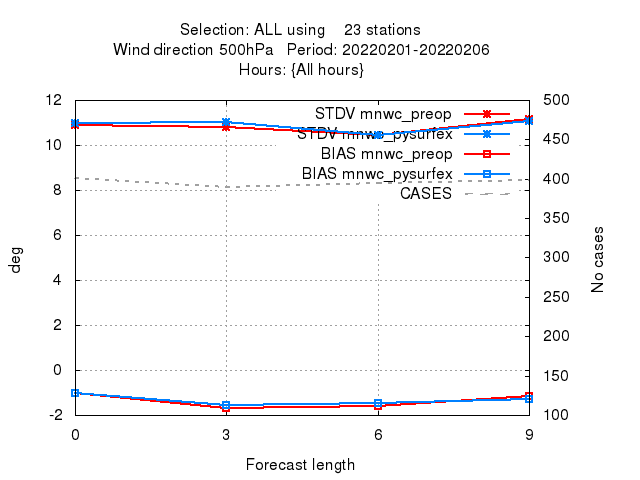 Selection: ALL using 23 stations
Wind direction 500hPa Period: 20220201-20220206
Hours: {All hours}
12
10
8
6
4
2
0
-2
500
450
400
350
300
250
200
150
100
STDV mnwc_preop
STDV mnwc_pysurfex
BIAS mnwc_preop
BIAS mnwc_pysurfex
CASES
deg
No cases
0 3 6 9
Forecast length